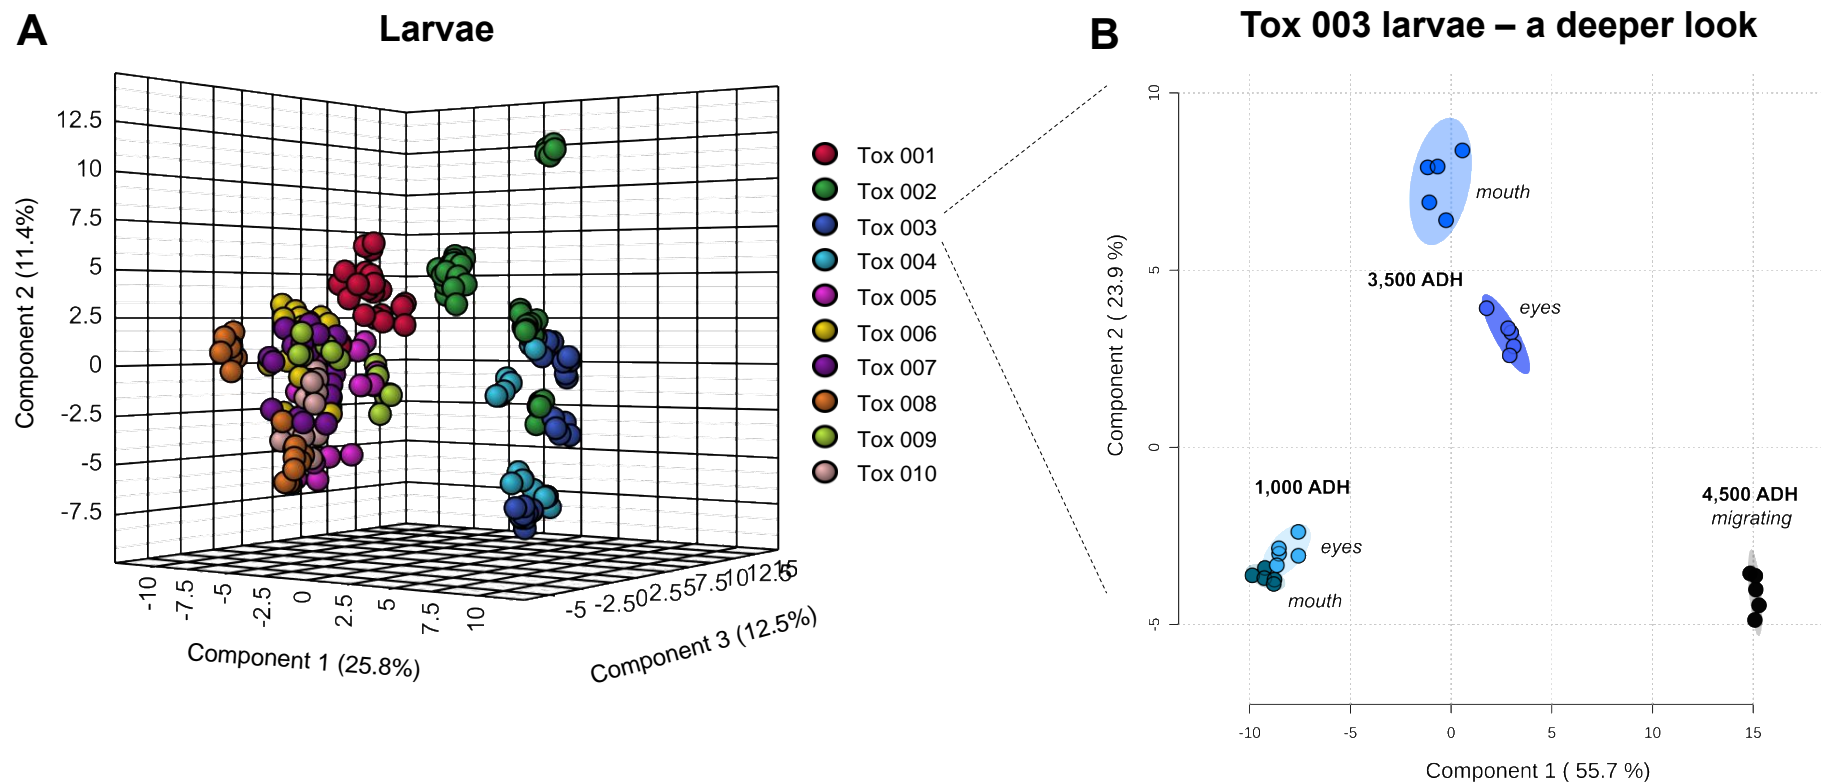 A
Larvae
12.5
10
7.5
5
2.5
0
-2.5
-5
-7.5
Component 2 (11.4%)
-10
-7.5
-5
-2.5
0
2.5
5
7.5
10
Component 1 (25.8%)
-5 -2.5 0 2.5 5 7.5 10 12.5 15
Component 3 (12.5%)
Tox 001
Tox 002
Tox 003
Tox 004
Tox 005
Tox 006
Tox 007
Tox 008
Tox 009
Tox 010
B
Tox 003 larvae – a deeper look
10
5
0
-5
Component 2 ( 23.9 %)
mouth
3,500 ADH
eyes
1,000 ADH
eyes
mouth
4,500 ADH
migrating
-10
-5
0
5
10
15
Component 1 ( 55.7 %)